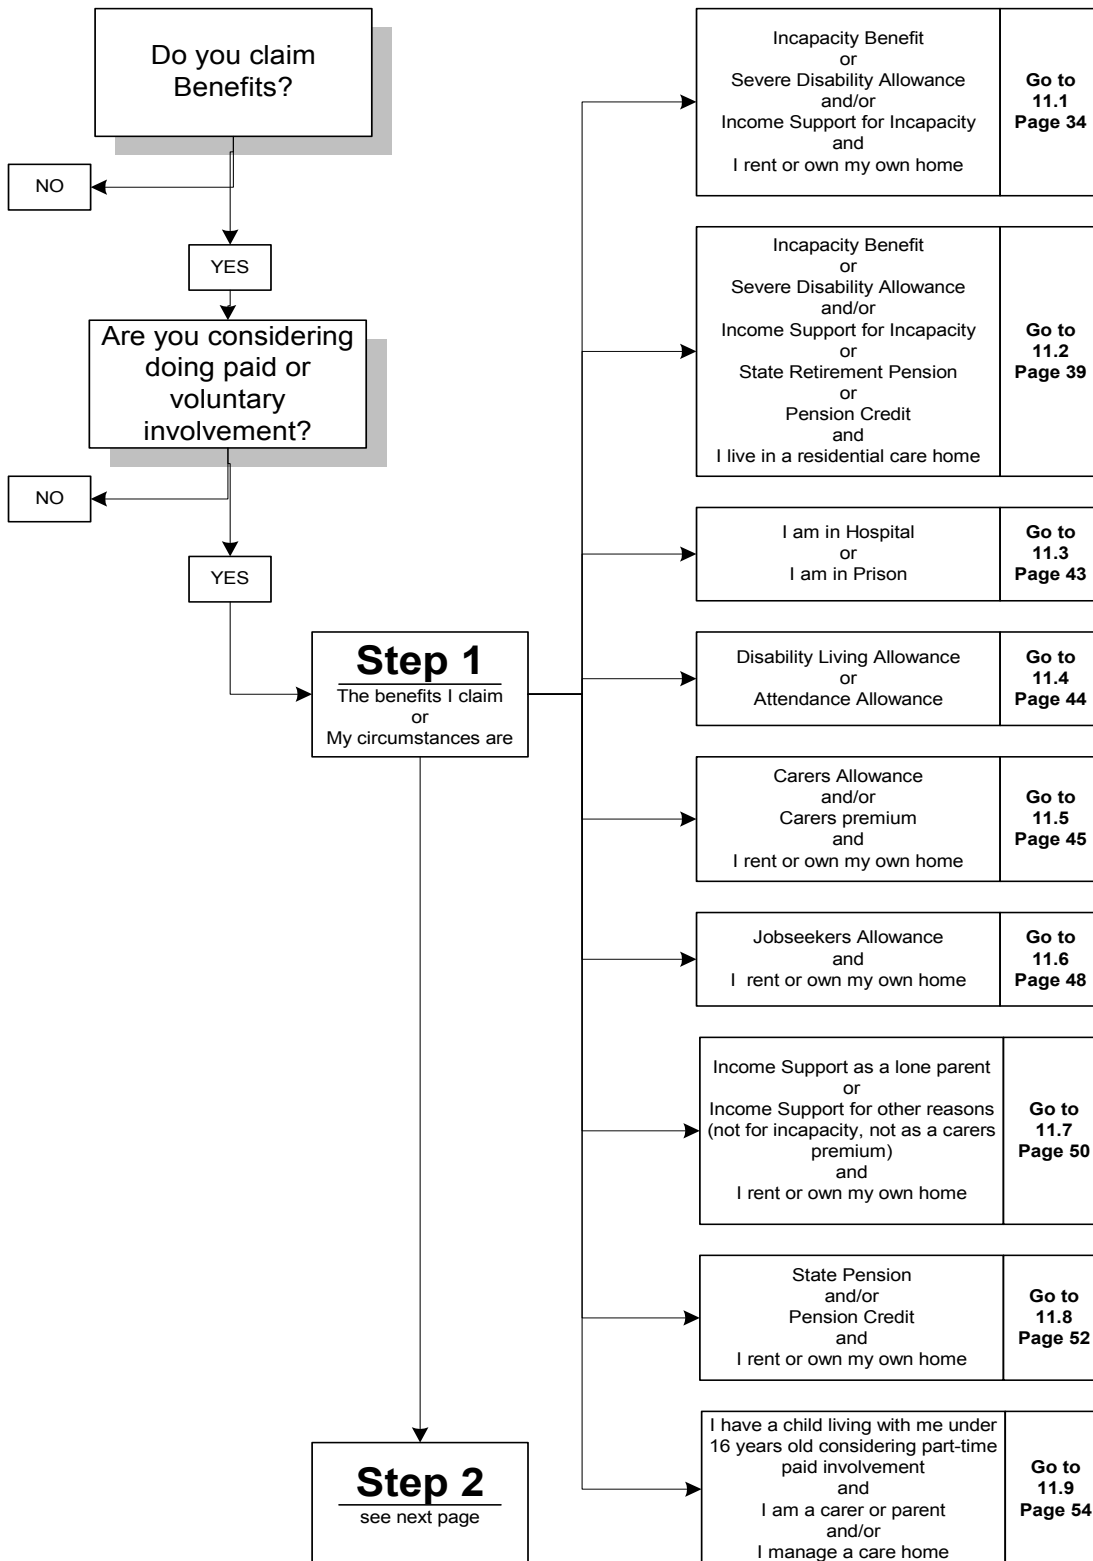 Do you claim
Benefits?
NO
YES
Are you considering
doing paid or
voluntary
involvement?
NO
YES
Step 1
The benefits I claim
or
My circumstances are
Step 2
see next page
Incapacity Benefit
or
Severe Disability Allowance
and/or
Income Support for Incapacity
and
I rent or own my own home
Go to
11.1
Page 34
Incapacity Benefit
or
Severe Disability Allowance
and/or
Income Support for Incapacity
or
State Retirement Pension
or
Pension Credit
and
I live in a residential care home
Go to
11.2
Page 39
I am in Hospital
or
I am in Prison
Go to
11.3
Page 43
Disability Living Allowance
or
Attendance Allowance
Go to
11.4
Page 44
Carers Allowance
and/or
Carers premium
and
I rent or own my own home
Go to
11.5
Page 45
Jobseekers Allowance
and
I rent or own my own home
Go to
11.6
Page 48
Income Support as a lone parent
or
Income Support for other reasons
(not for incapacity, not as a carers
premium)
and
I rent or own my own home
Go to
11.7
Page 50
State Pension
and/or
Pension Credit
and
I rent or own my own home
Go to
11.8
Page 52
I have a child living with me under
16 years old considering part-time
paid involvement
and
I am a carer or parent
and/or
I manage a care home
Go to
11.9
Page 54